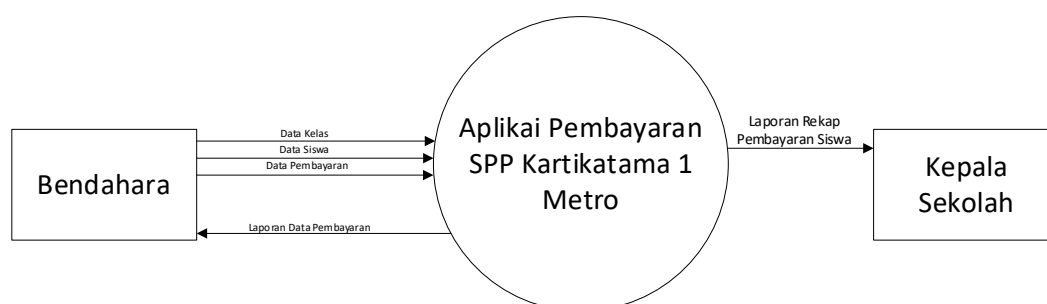 Bendahara
Data Kelas
Data Siswa
Data Pembayaran
Laporan Data Pembayaran
Aplikai Pembayaran
SPP Kartikatama 1
Metro
Laporan Rekap
Pembayaran Siswa
Kepala
Sekolah